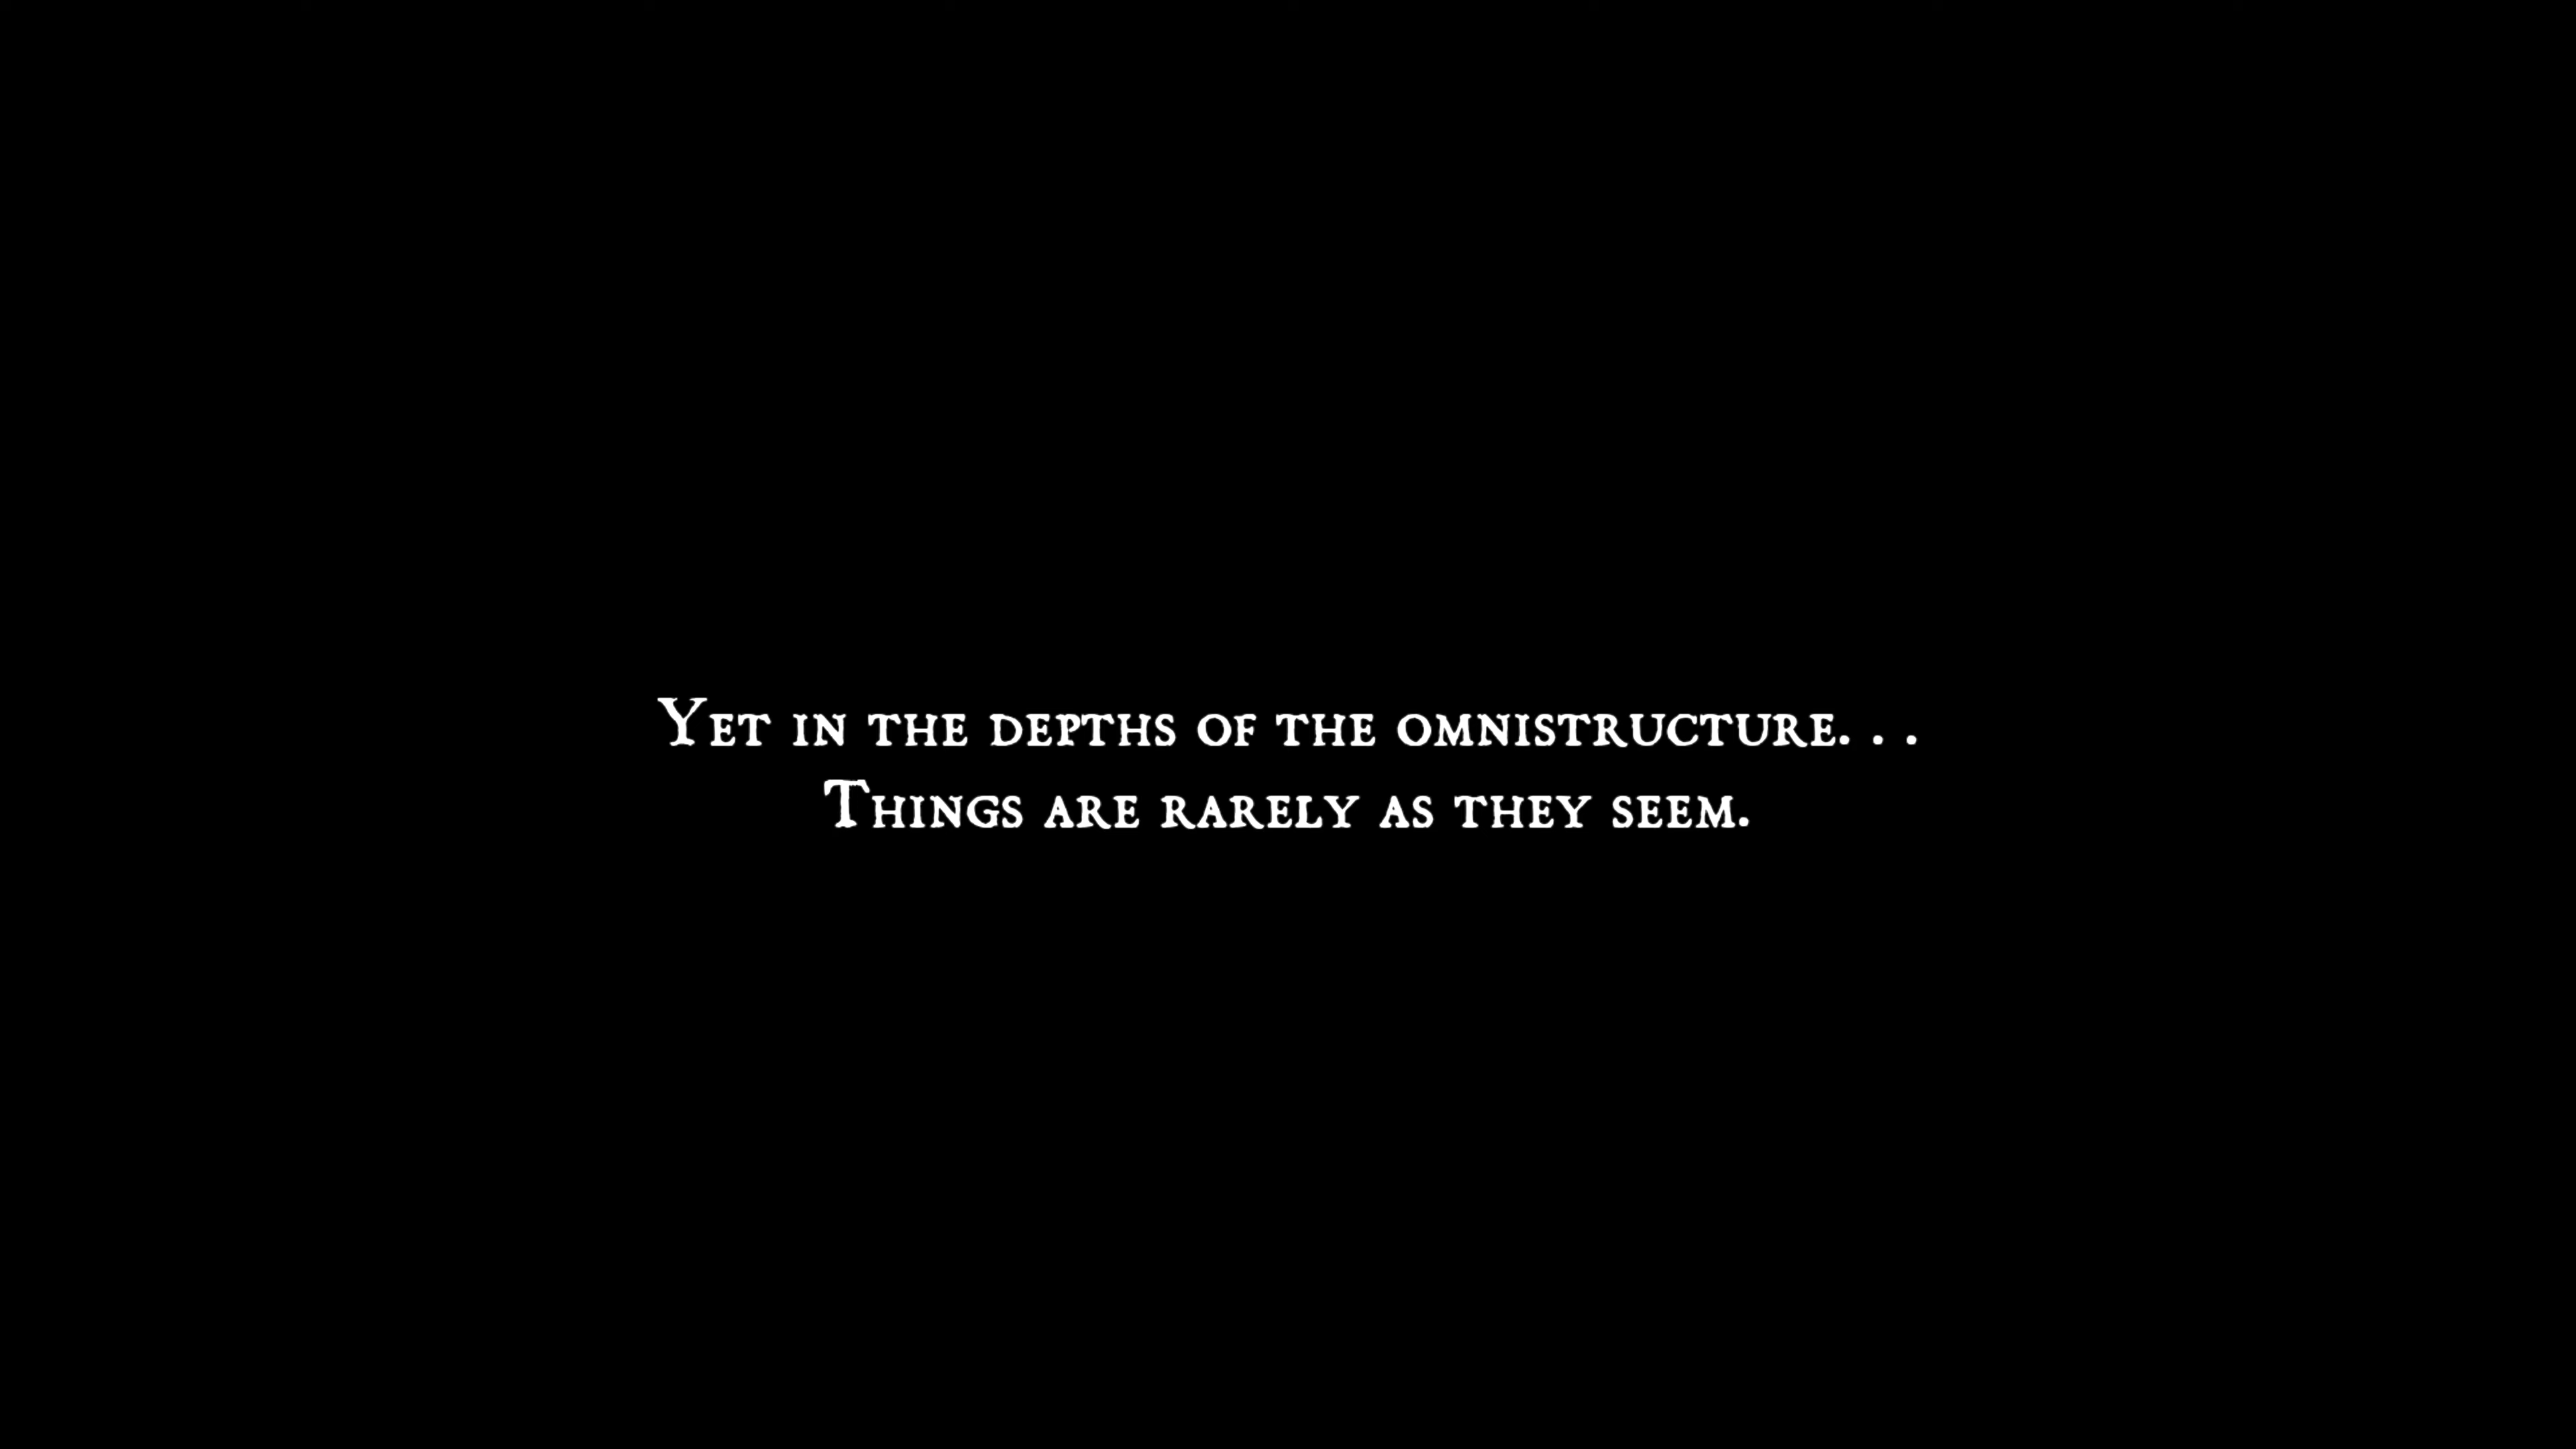 Yet in the depths of the omnistructure. . .
Things are rarely as they seem.